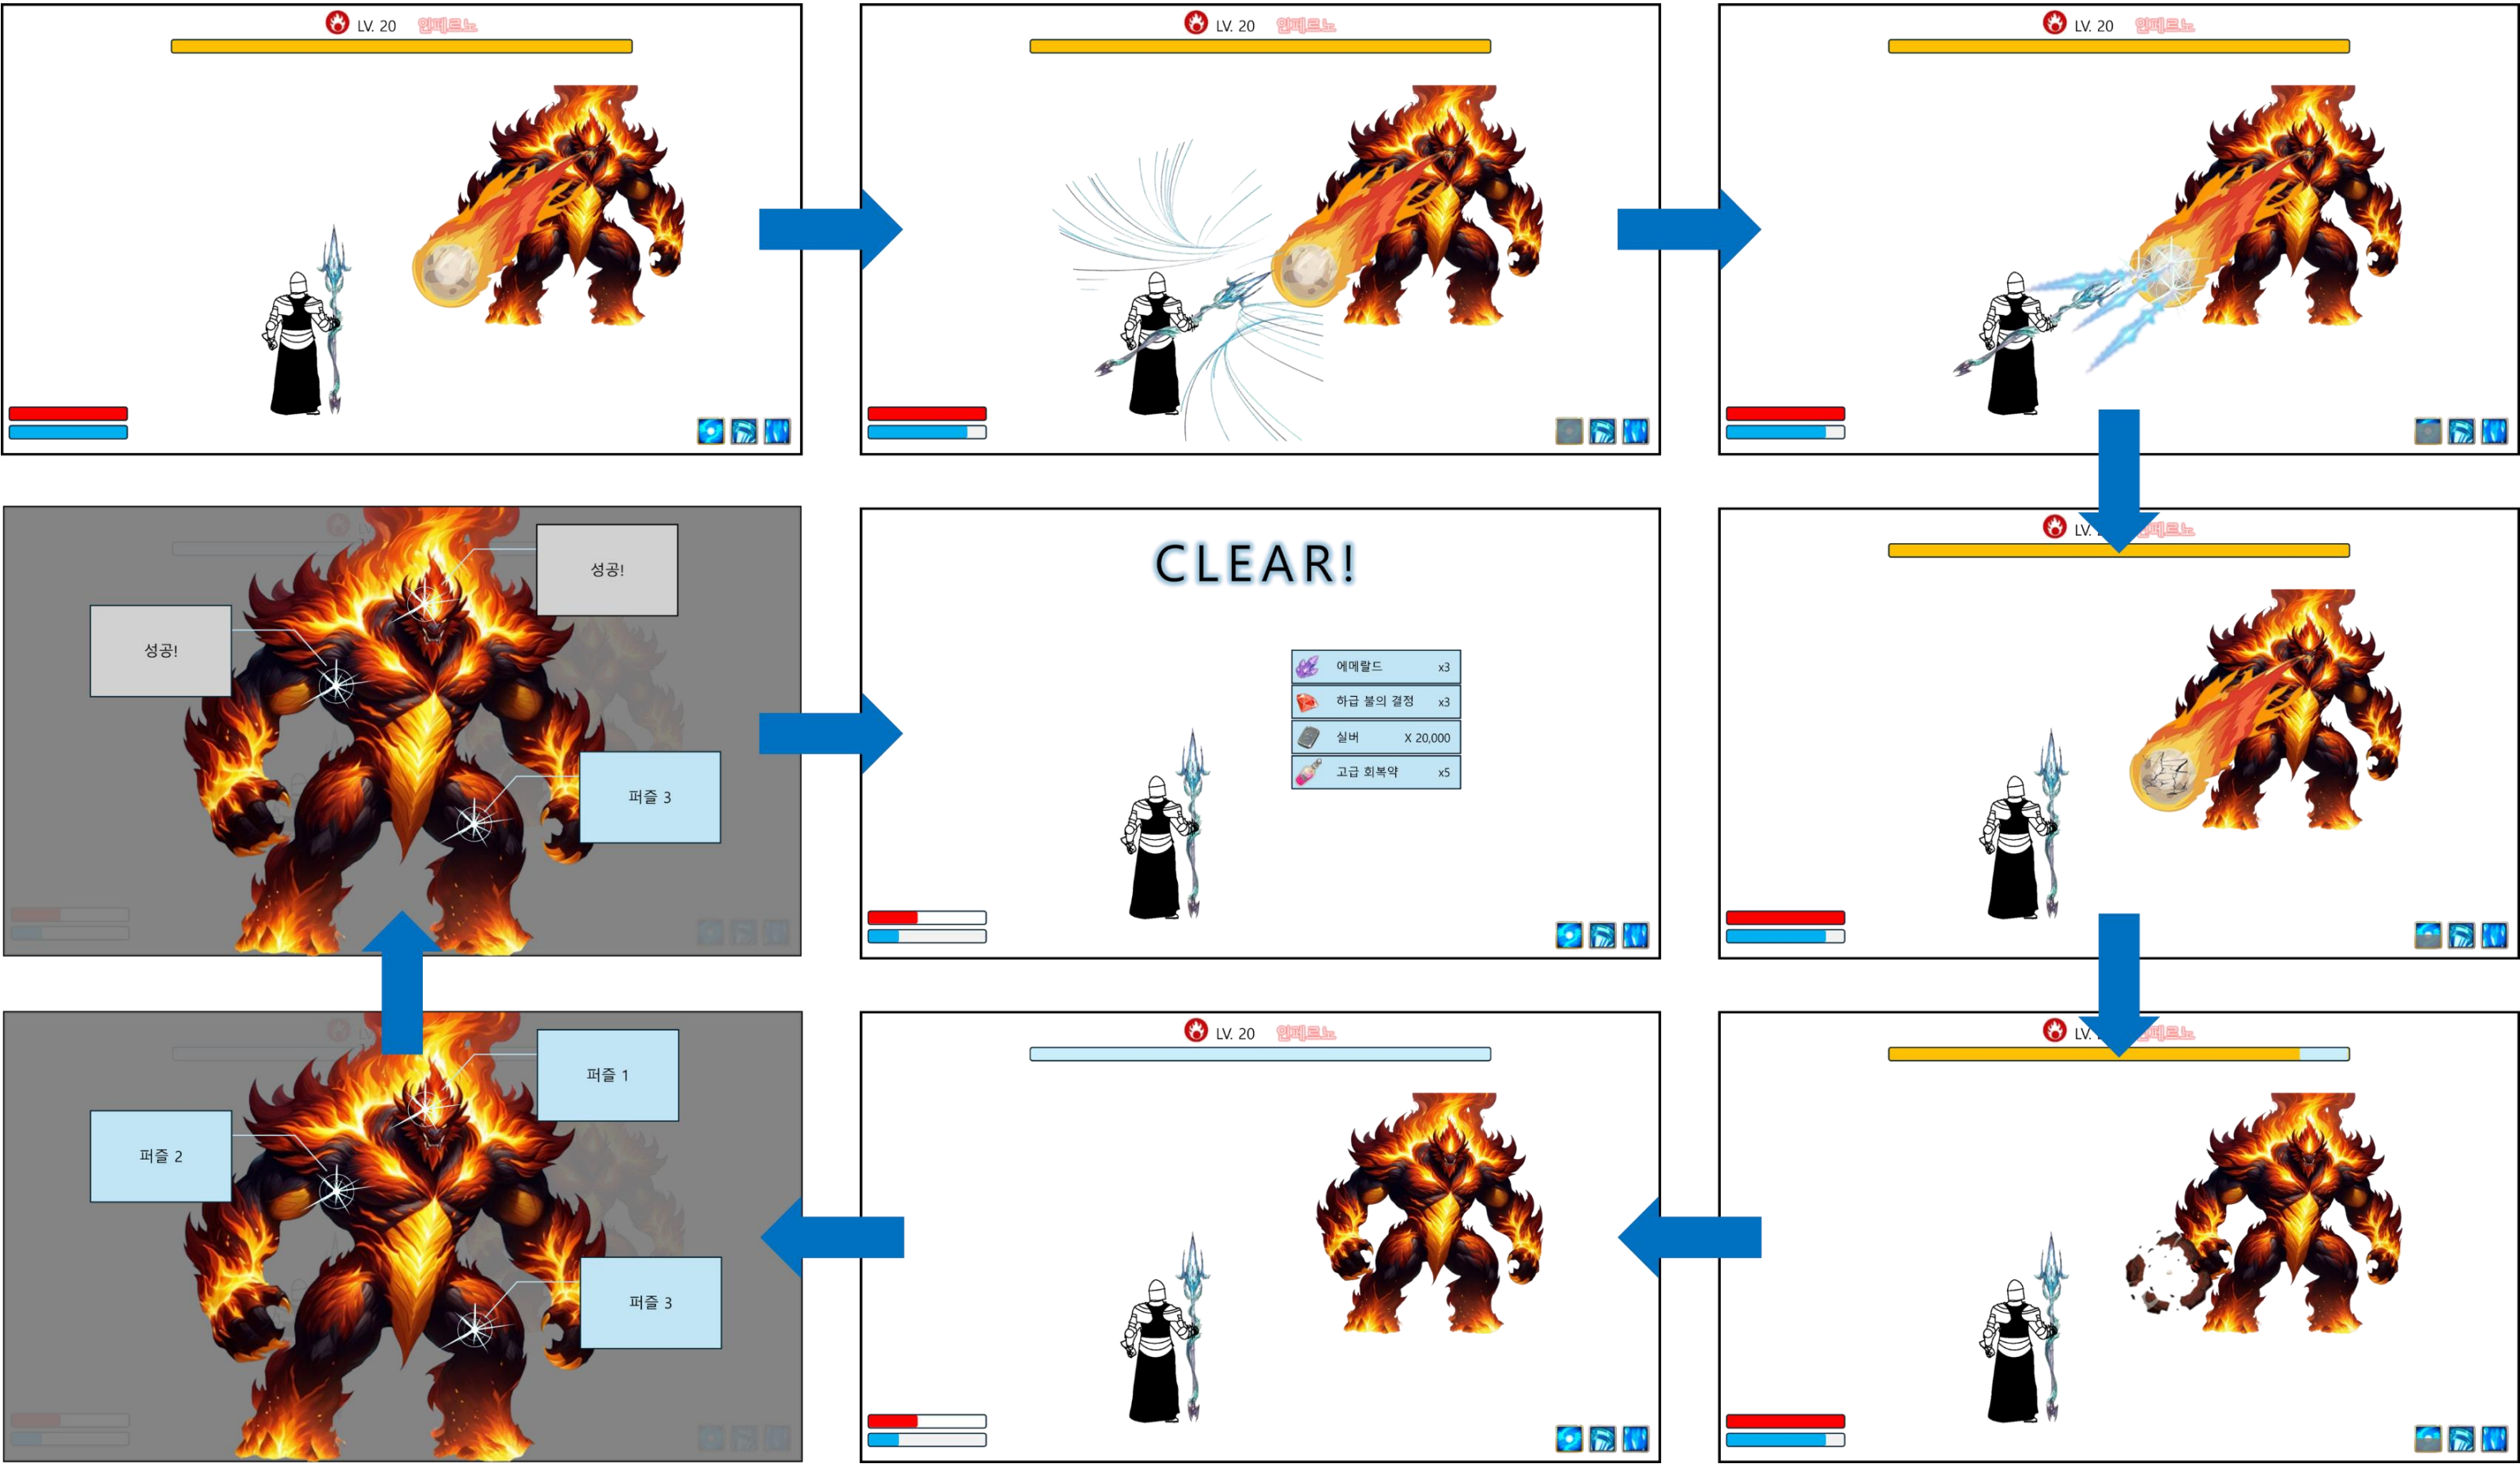 LV. 20 인페르노
LV. 20 인페르노
LV. 20 인페르노
성공!
성공!
퍼즐 3
CLEAR!
에메랄드 x3
하급 불의 결정 x3
실버 X 20,000
고급 회복약 x5
LV.
페르노
퍼즐 1
퍼즐 2
퍼즐 3
LV. 20 인페르노
LV.
페르노